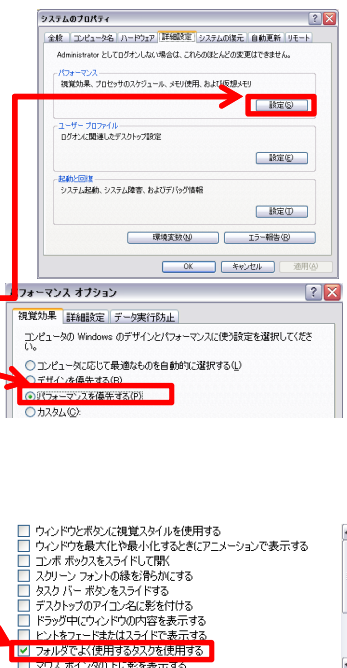 システムのプロパティ
全般 コンピュータ名 ハードウェア 詳細設定 システムの復元 自動更新 リモート
Administrator としてログオンしない場合は、これらのほとんどの変更はできません。
パフォーマンス
視覚効果、プロセッサのスケジュール、メモリ使用、および仮想メモリ
設定(S)
ユーザー プロファイル
ログオンに関連したデスクトップ設定
設定(E)
起動と回復
システム起動、システム障害、およびデバッグ情報
設定(T)
環境変数(N) エラー報告(R)
OK キャンセル 適用(A)
フォーマンス オプション
視覚効果 詳細設定 データ実行防止
コンピュータの Windows のデザインとパフォーマンスに使う設定を選択してくださ
い。
コンピュータに応じて最適なものを自動的に選択する(L)
デザインを優先する(B)
パフォーマンスを優先する(P)
カスタム(C):
ウィンドウとボタンに視覚スタイルを使用する
ウィンドウを最大化や最小化するときにアニメーションで表示する
コンボ ボックスをスライドして開く
スクリーン フォントの縁を滑らかにする
タスク バー ボタンをスライドする
デスクトップのアイコン名に影を付ける
ドラッグ中にウィンドウの内容を表示する
ヒントをフェードまたはスライドで表示する
フォルダでよく使用するタスクを使用する
マウス ポインタの下に影を表示する